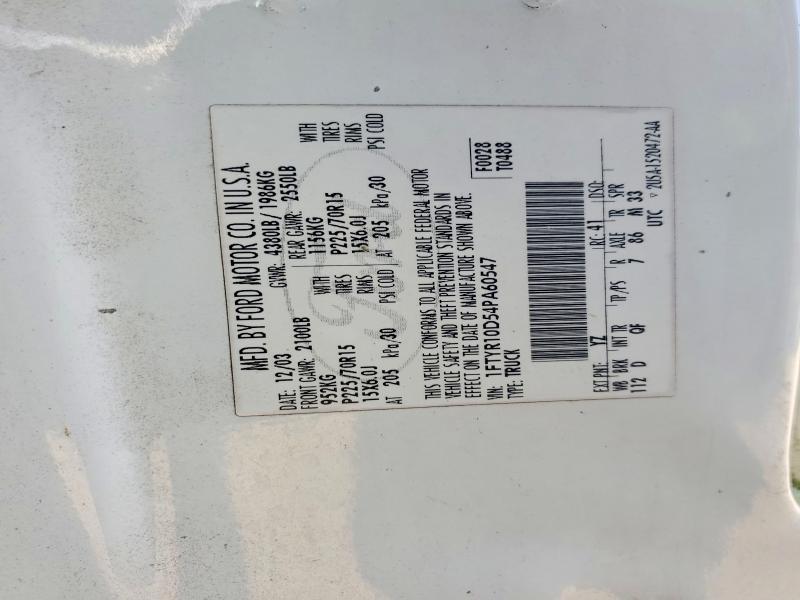 MFD. BY FORD MOTOR CO. IN U.S.A.
DATE: 12/03 GVWR: 4380LB / 1986KG
FRONT GAWR: 2100LB REAR GAWR: 2550LB
952KG WITH 1156KG WITH
P225/70R15 TIRES P225/70R15 TIRES
15X6.0J RIMS 15X6.0J RIMS
AT 205 kPa/30 PSI COLD AT 205 kPa/30 PSI COLD
THIS VEHICLE CONFORMS TO ALL APPLICABLE FEDERAL MOTOR
VEHICLE SAFETY AND THEFT PREVENTION STANDARDS IN
EFFECT ON THE DATE OF MANUFACTURE SHOWN ABOVE.
VIN: 1FTYR10D54PA60547 F0028
TYPE: TRUCK T0488
EXT PNT: YZ RC: 41 DSO:
WB BRK INT TR TP/PS R AXLE TR SPR
112 D QF 7 86 M 33
UTC
Ford